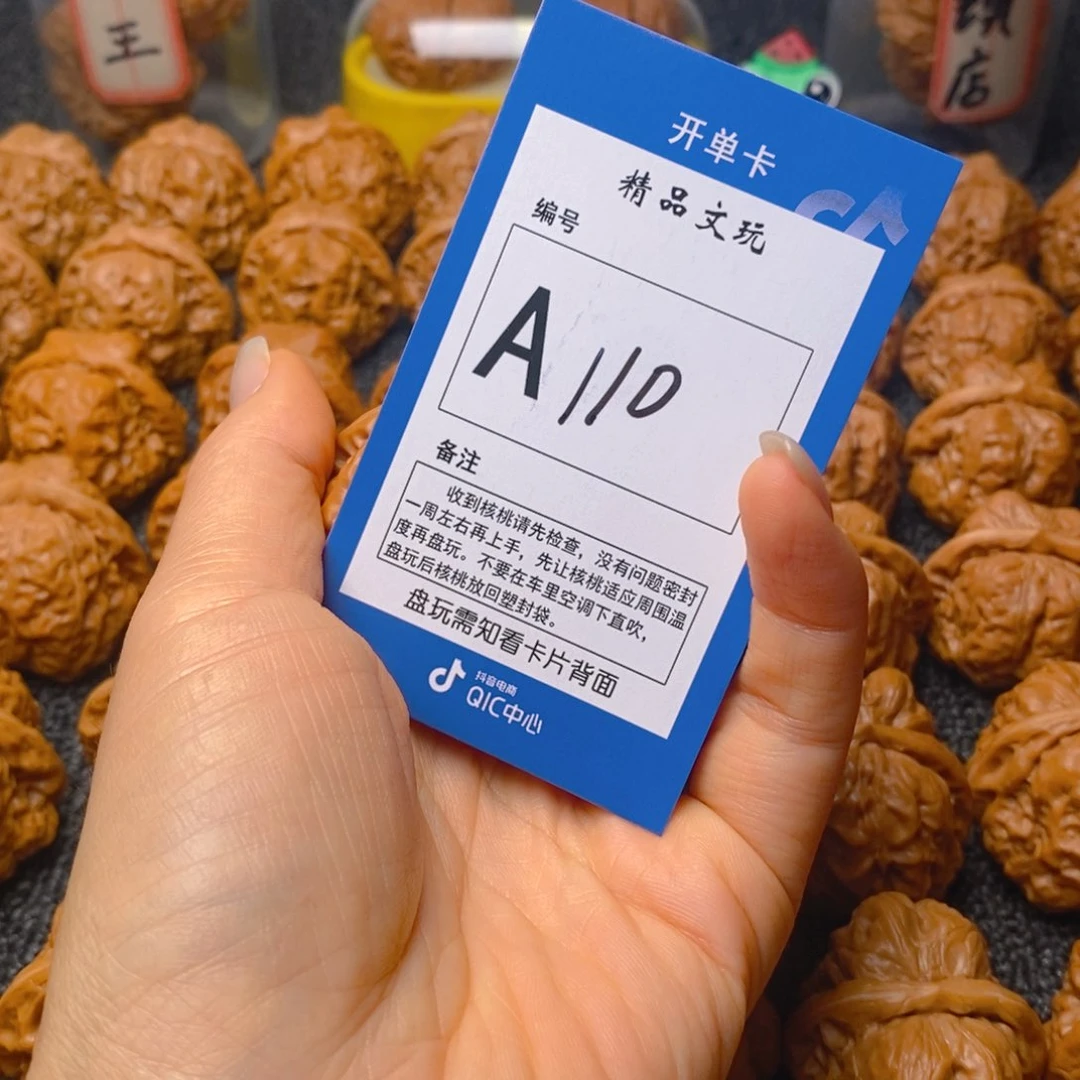 王
店
开单卡
精品文玩
编号
A 110
备注
收到核桃请先检查，没有问题密封
一周左右再上手，先让核桃适应周围温
度再盘玩。不要在车里空调下直吹，
盘玩后核桃放回塑封袋。
盘玩需知看卡片背面
抖音电商
QIC中心